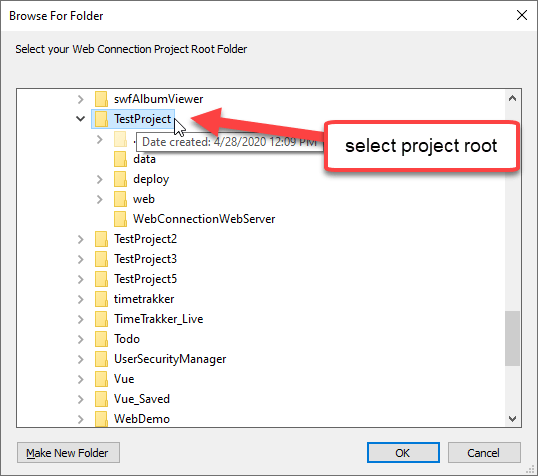 Browse For Folder
Select your Web Connection Project Root Folder
swfAlbumViewer
TestProject
select project root
Date created: 4/28/2020 12:09 PM
data
deploy
web
WebConnectionWebServer
TestProject2
TestProject3
TestProject5
timetrakker
TimeTrakker_Live
Todo
UserSecurityManager
Vue
Vue_Saved
WebDemo
Make New Folder
OK
Cancel